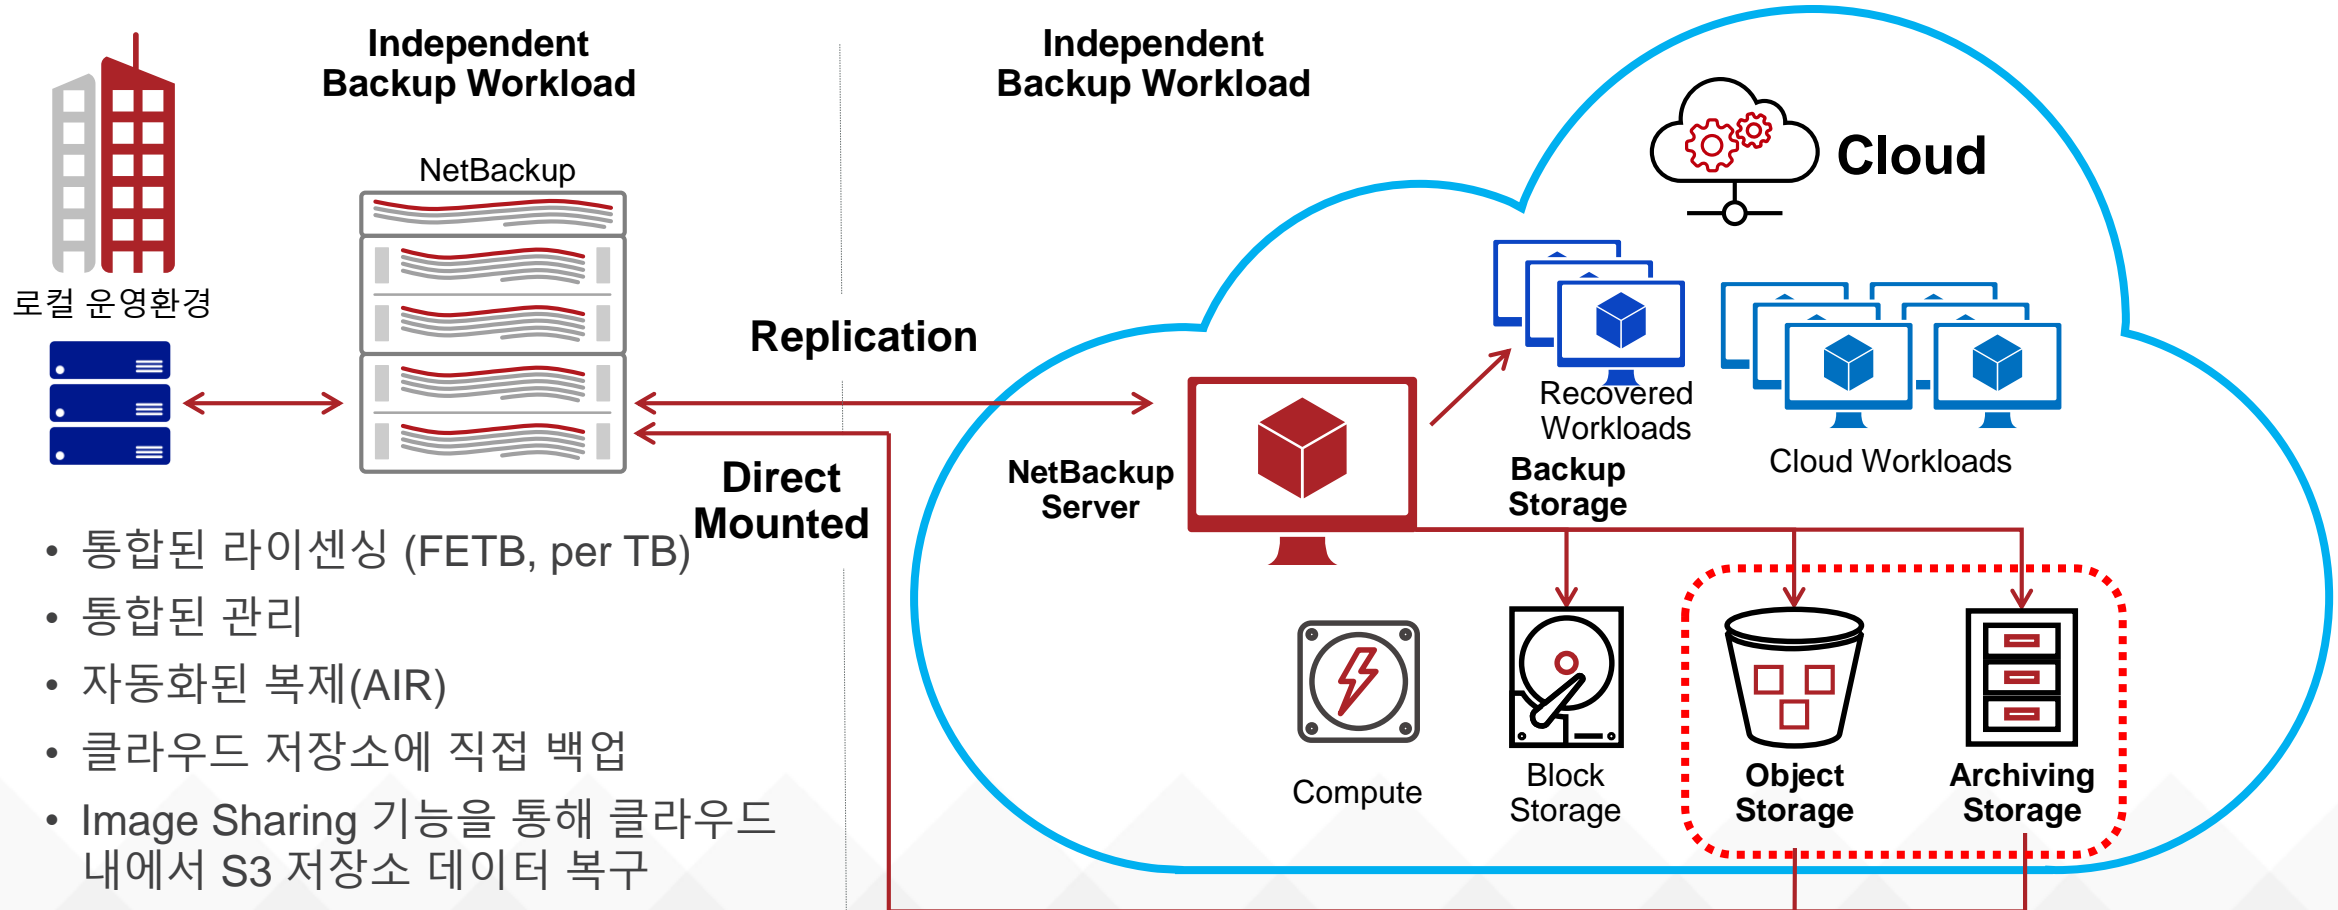 Independent
Backup Workload
Independent
Backup Workload
Cloud
NetBackup
로컬 운영환경
Replication
Recovered
Workloads
Cloud Workloads
Direct
Mounted
NetBackup
Server
Backup
Storage
• 통합된 라이센싱 (FETB, per TB)
• 통합된 관리
• 자동화된 복제(AIR)
• 클라우드 저장소에 직접 백업
• Image Sharing 기능을 통해 클라우드
내에서 S3 저장소 데이터 복구
Compute
Block
Storage
Object
Storage
Archiving
Storage